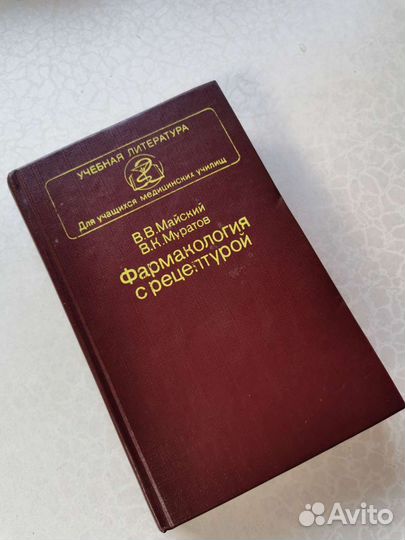 УЧЕБНАЯ ЛИТЕРАТУРА
Для учащихся медицинских училищ
В.В.Майский
В.К.Муратов
Фармакология
с рецептурой
Avito